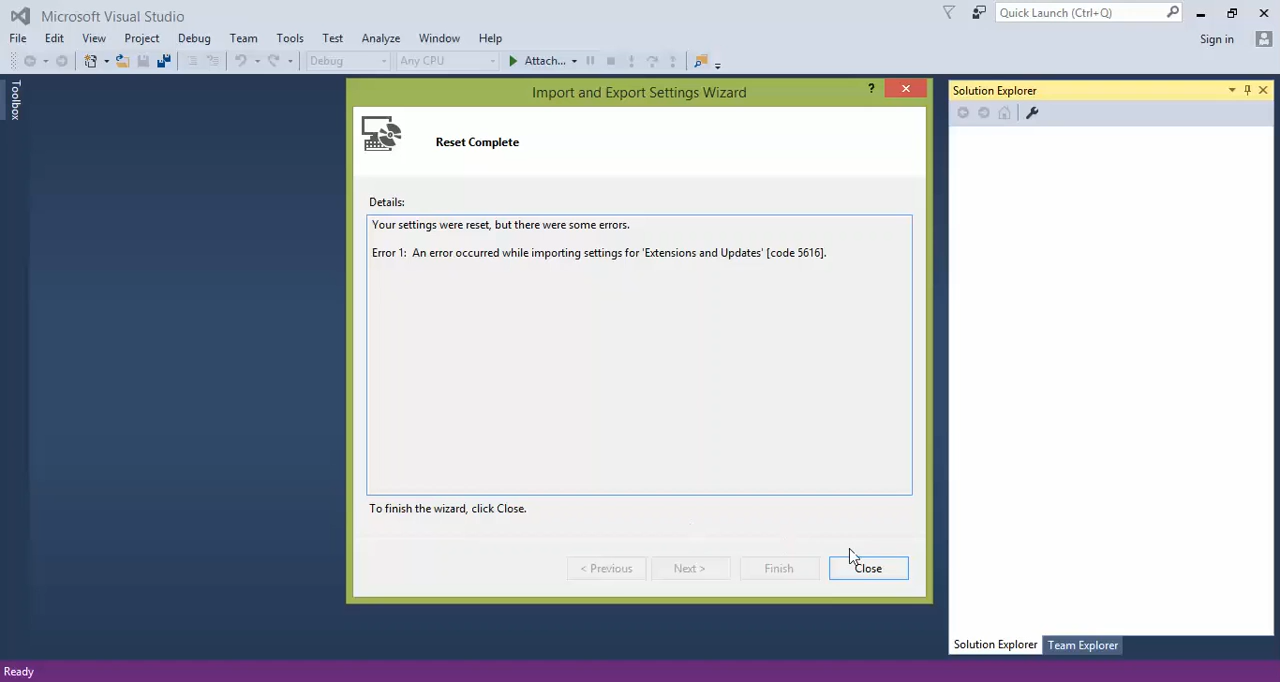 Microsoft Visual Studio
Quick Launch (Ctrl+Q)
File Edit View Project Debug Team Tools Test Analyze Window Help
Sign in
Debug Any CPU Attach...
Toolbox
Import and Export Settings Wizard ?
Reset Complete
Details:
Your settings were reset, but there were some errors.
Error 1: An error occurred while importing settings for 'Extensions and Updates' [code 5616].
To finish the wizard, click Close.
< Previous Next > Finish Close
Solution Explorer
Solution Explorer Team Explorer
Ready